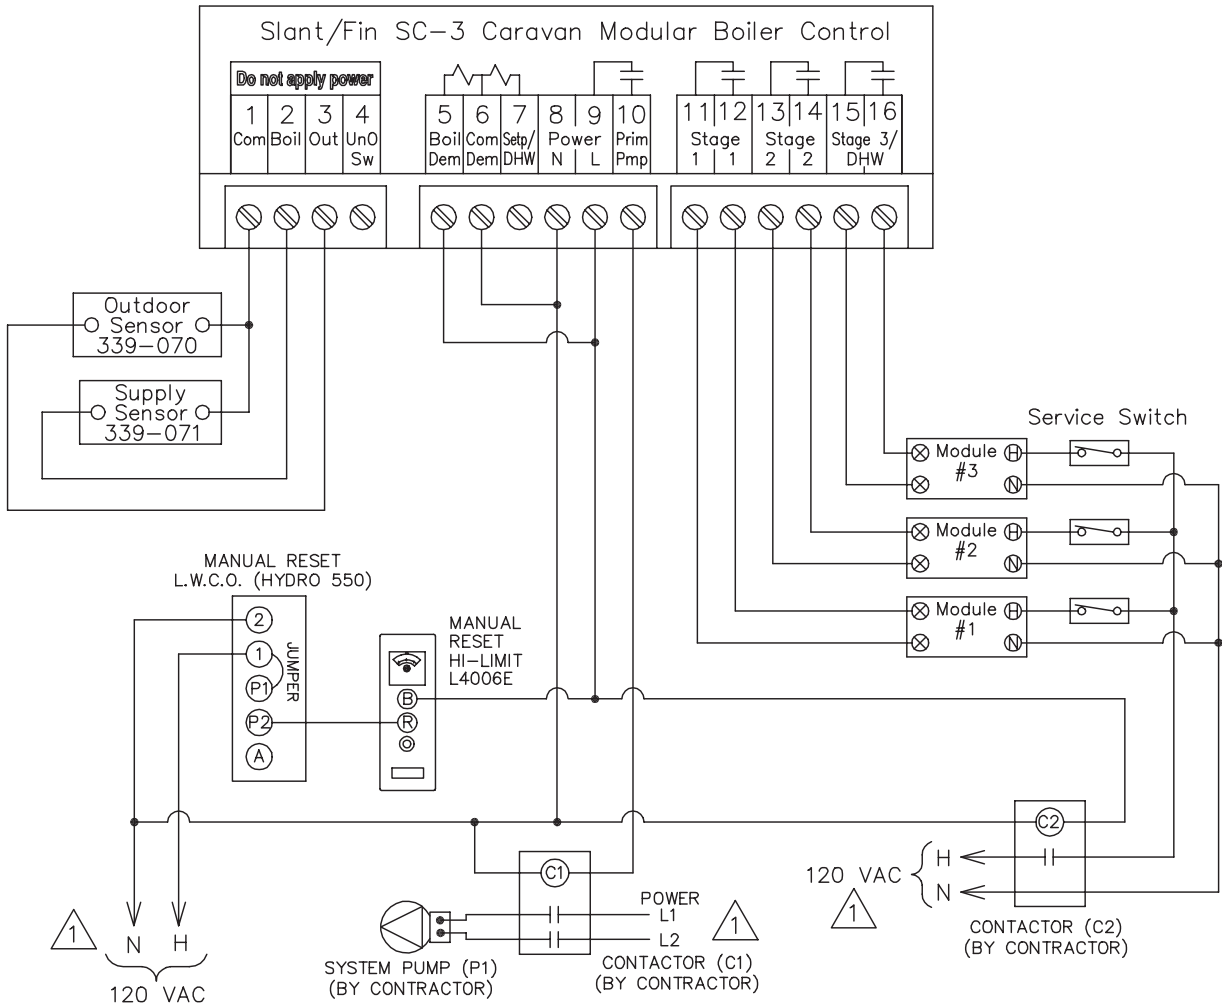 Slant/Fin SC-3 Caravan Modular Boiler Control
Do not apply power
1 2 3 4
Com Boil Out UnO
Sw
5 6 7 8 9 10
Boil Com Setp/ Power Prim
Dem Dem DHW N L Pmp
11 12 13 14 15 16
Stage Stage Stage 3/
1 1 2 2 DHW
Outdoor
Sensor
339-070
Supply
Sensor
339-071
Service Switch
Module H
#3
N
Module H
#2
N
Module H
#1
N
MANUAL RESET
L.W.C.O. (HYDRO 550)
2
1
P1
P2
A
JUMPER
MANUAL
RESET
HI-LIMIT
L4006E
B
R
C2
120 VAC
H
N
1
CONTACTOR (C2)
(BY CONTRACTOR)
C1
POWER
L1
L2
1
CONTACTOR (C1)
(BY CONTRACTOR)
SYSTEM PUMP (P1)
(BY CONTRACTOR)
1
N H
120 VAC